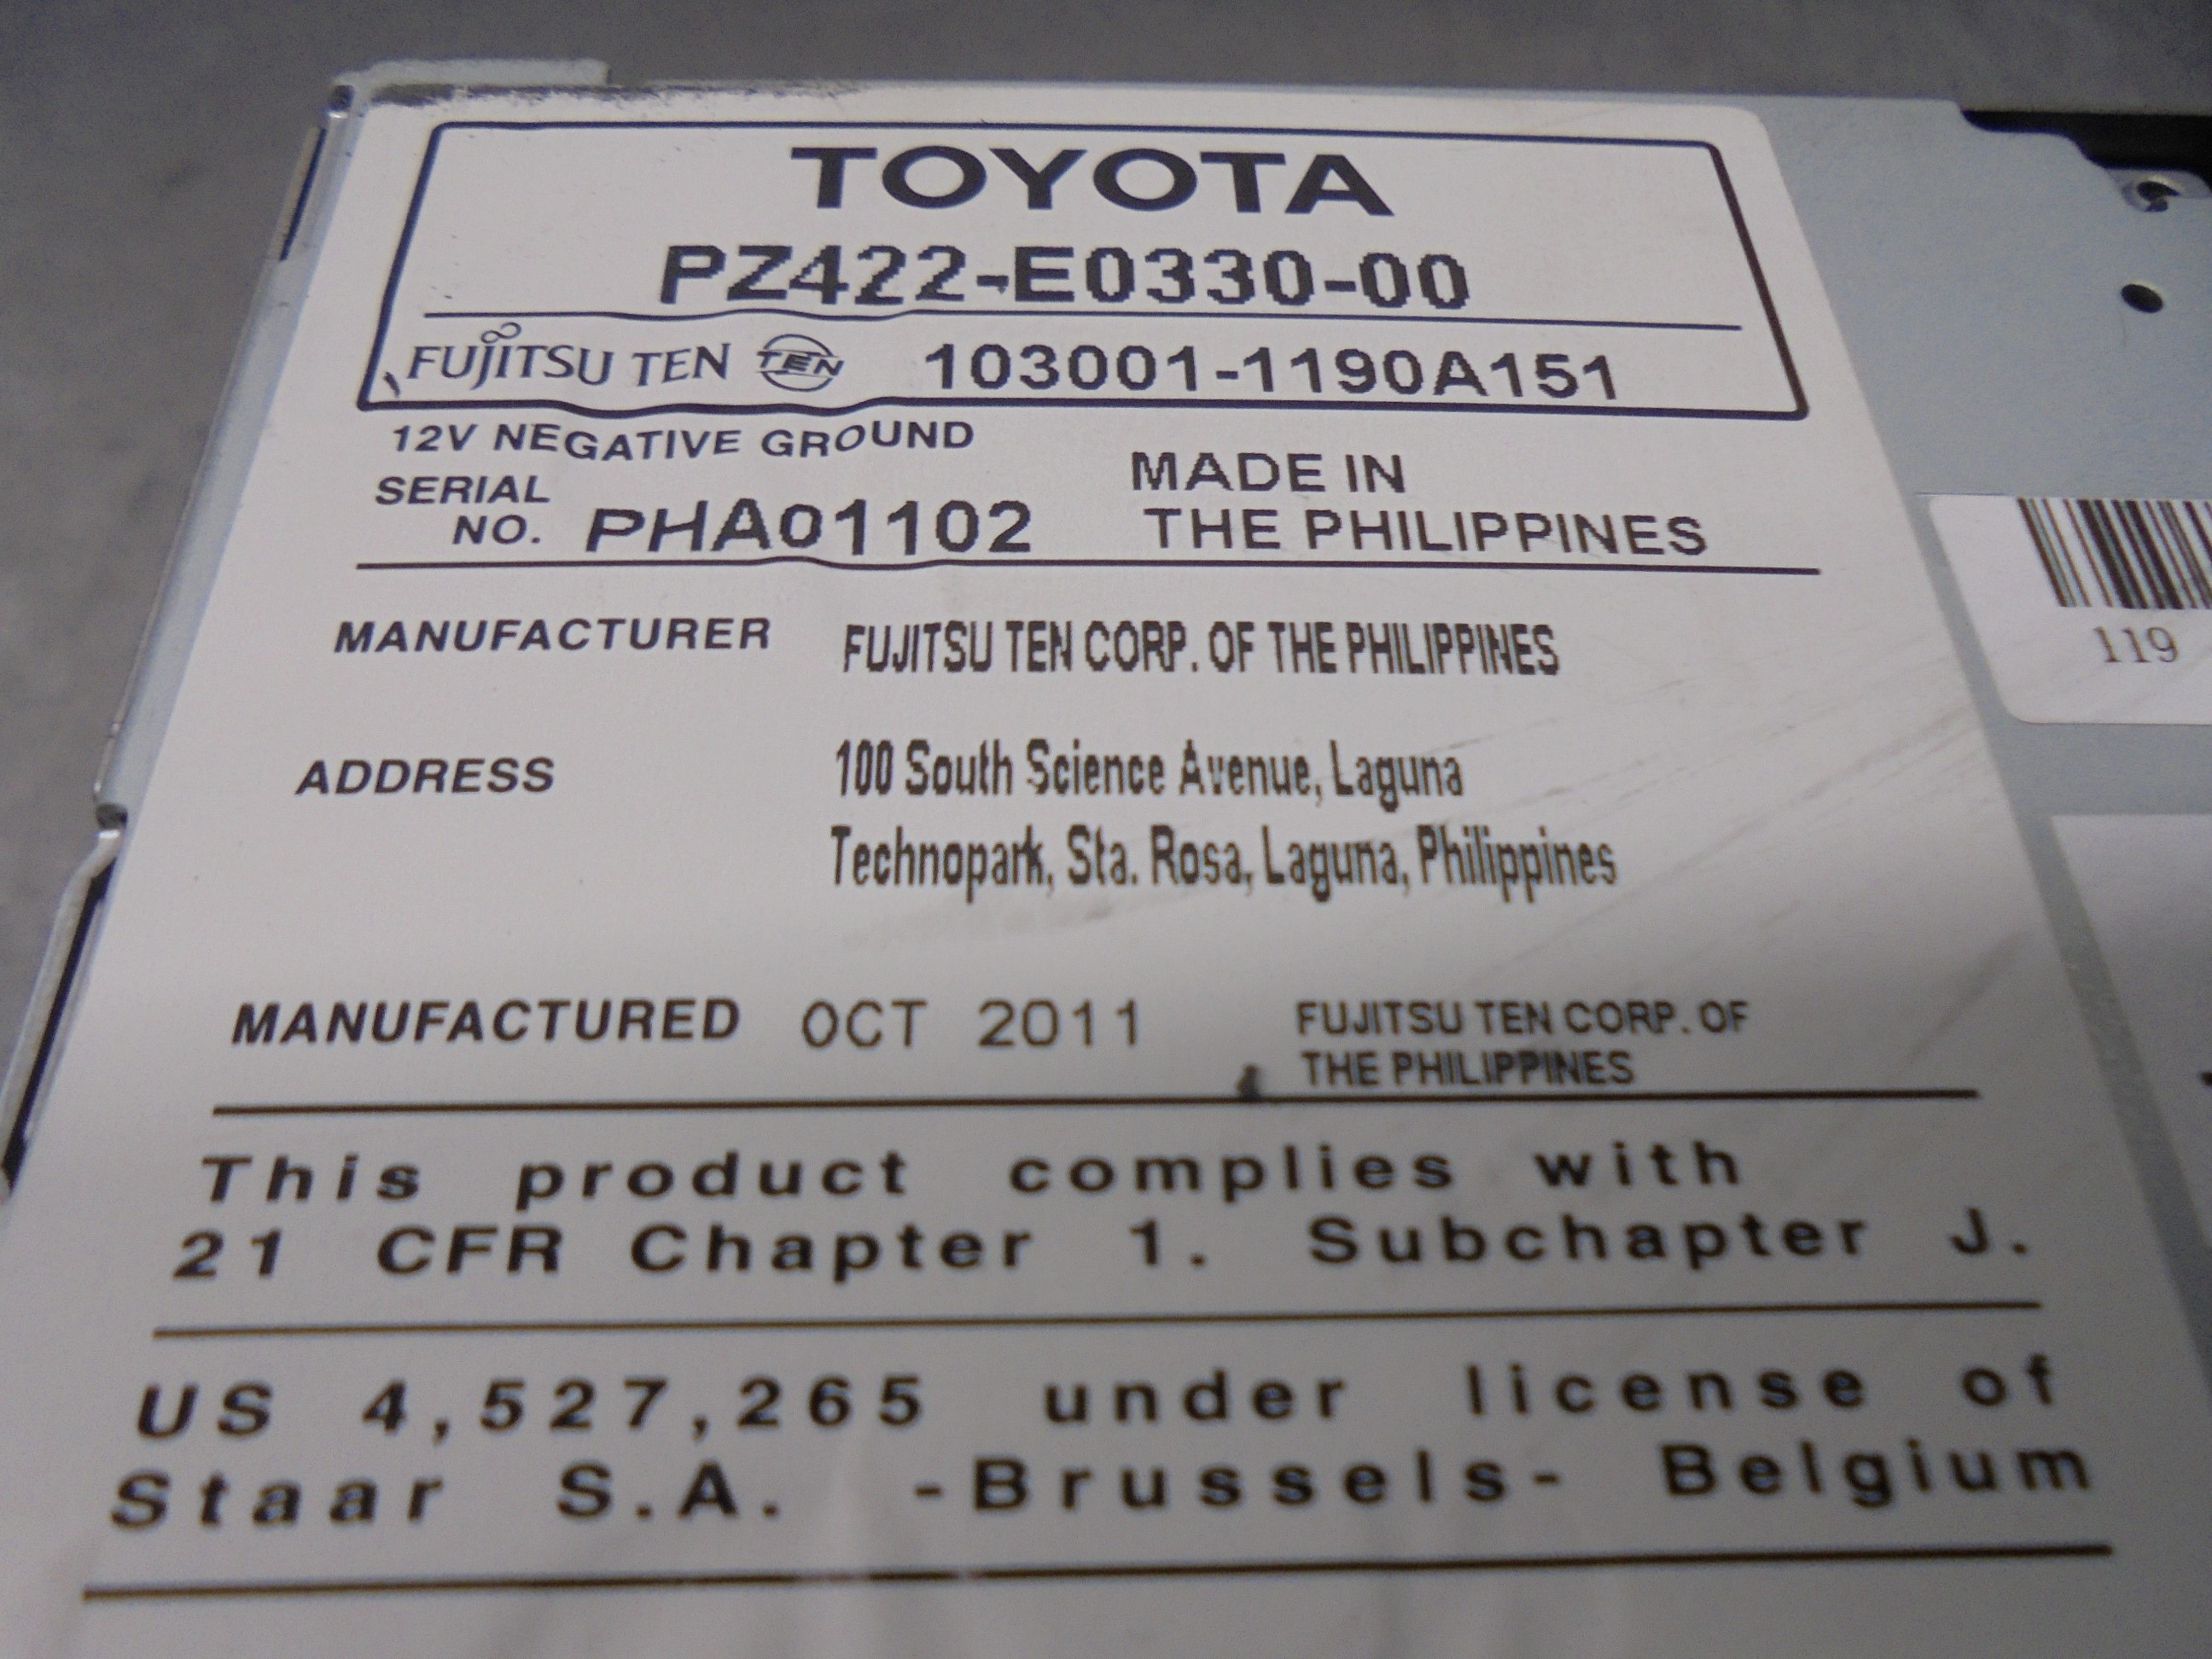 TOYOTA
PZ422-E0330-00
FUJITSU TEN TEN 103001-1190A151
12V NEGATIVE GROUND
SERIAL NO. PHA01102
MADE IN
THE PHILIPPINES
MANUFACTURER FUJITSU TEN CORP. OF THE PHILIPPINES
ADDRESS 100 South Science Avenue, Laguna
Technopark, Sta. Rosa, Laguna, Philippines
MANUFACTURED OCT 2011 FUJITSU TEN CORP. OF
THE PHILIPPINES
This product complies with
21 CFR Chapter 1. Subchapter J.
US 4,527,265 under license of
Staar S.A. -Brussels- Belgium
119